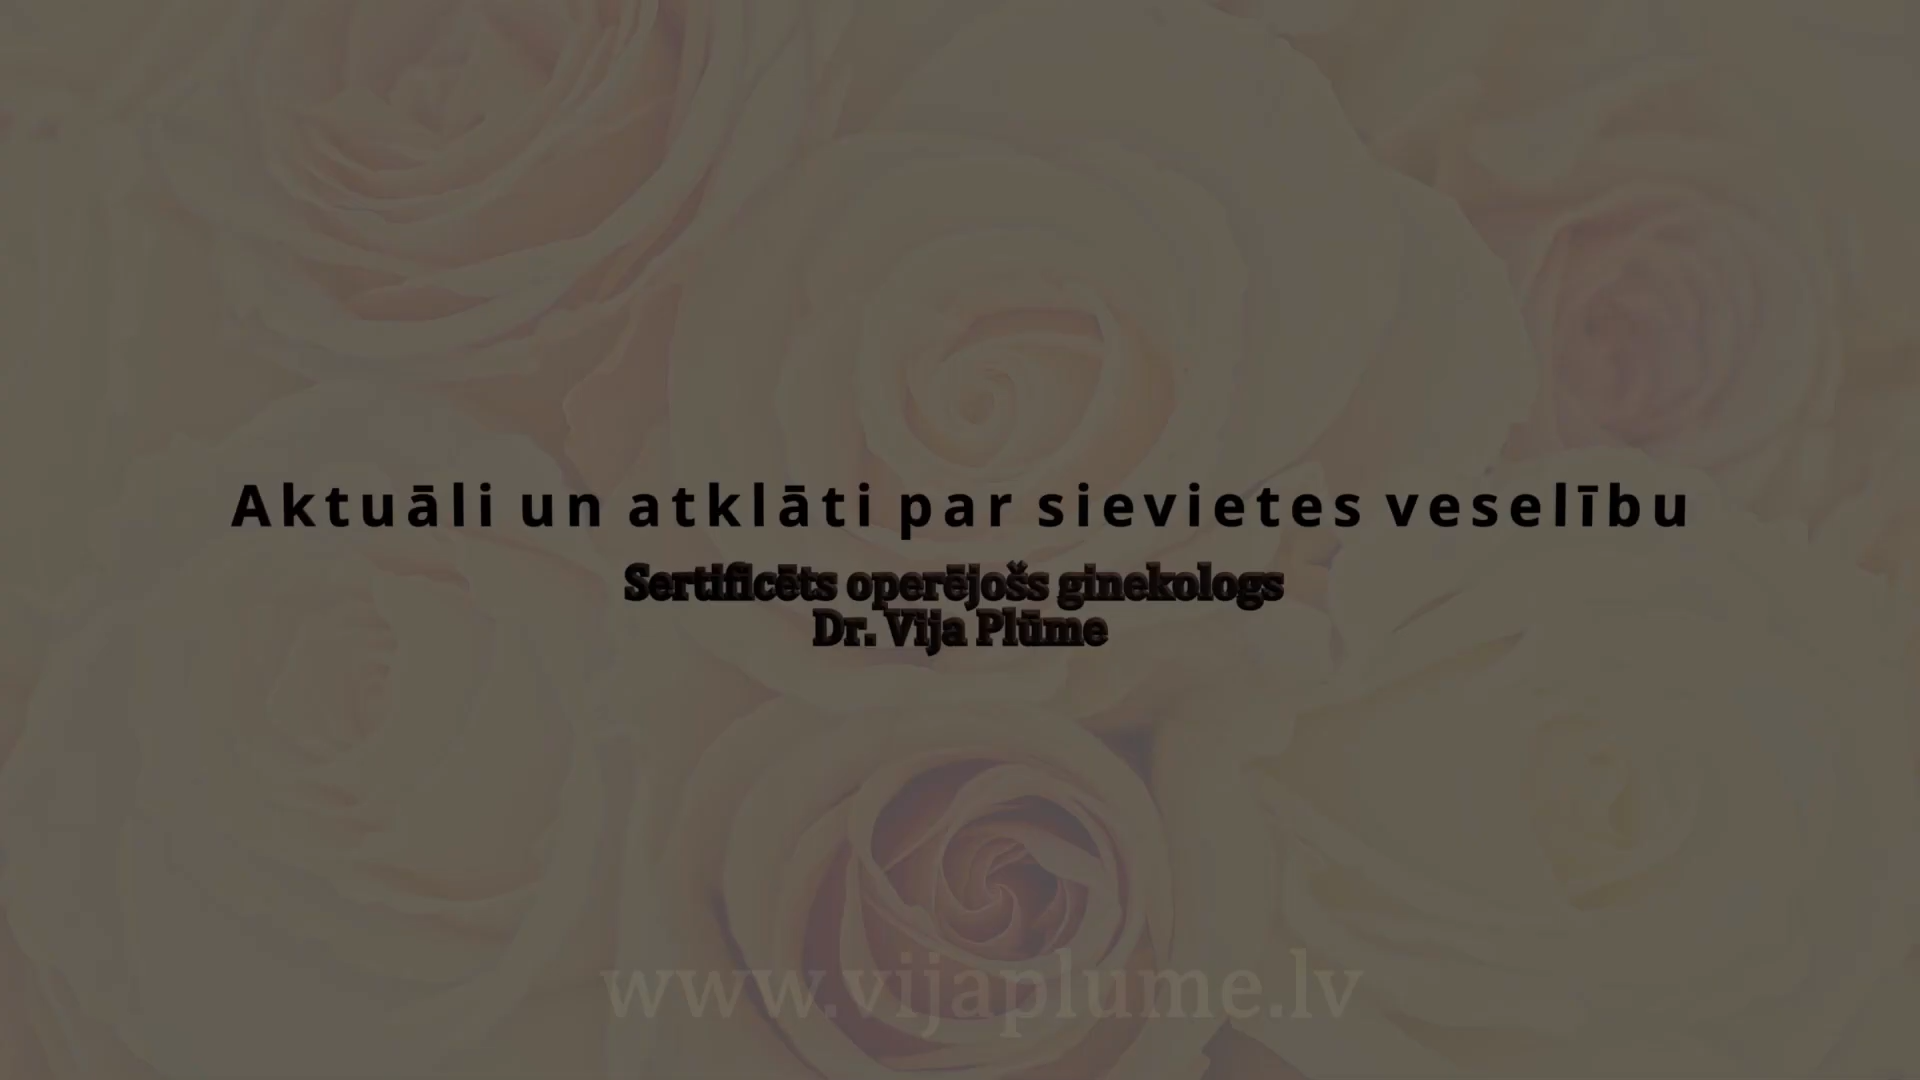 Aktuāli un atklāti par sievietes veselību
Sertificēts operējošs ginekologs
Dr. Vija Plūme
www.vijaplume.lv